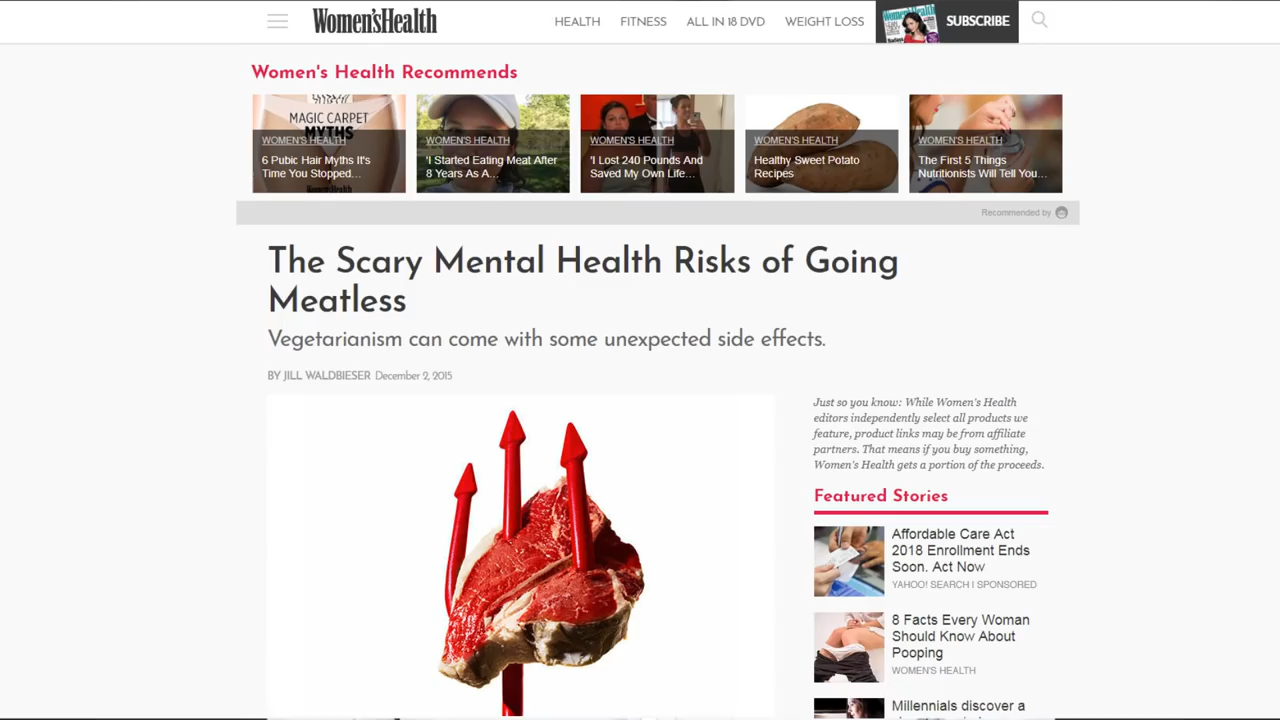 Women'sHealth
HEALTH FITNESS ALL IN 18 DVD WEIGHT LOSS SUBSCRIBE
Women's Health Recommends
MAGIC CARPET
MYTHS
WOMEN'S HEALTH
6 Pubic Hair Myths It's
Time You Stopped...
WOMEN'S HEALTH
'I Started Eating Meat After
8 Years As A...
WOMEN'S HEALTH
'I Lost 240 Pounds And
Saved My Own Life...
WOMEN'S HEALTH
Healthy Sweet Potato
Recipes
WOMEN'S HEALTH
The First 5 Things
Nutritionists Will Tell You...
Recommended by
The Scary Mental Health Risks of Going
Meatless
Vegetarianism can come with some unexpected side effects.
BY JILL WALDBIESER December 2, 2015
Just so you know: While Women's Health
editors independently select all products we
feature, product links may be from affiliate
partners. That means if you buy something,
Women's Health gets a portion of the proceeds.
Featured Stories
Affordable Care Act
2018 Enrollment Ends
Soon. Act Now
YAHOO! SEARCH | SPONSORED
8 Facts Every Woman
Should Know About
Pooping
WOMEN'S HEALTH
Millennials discover a